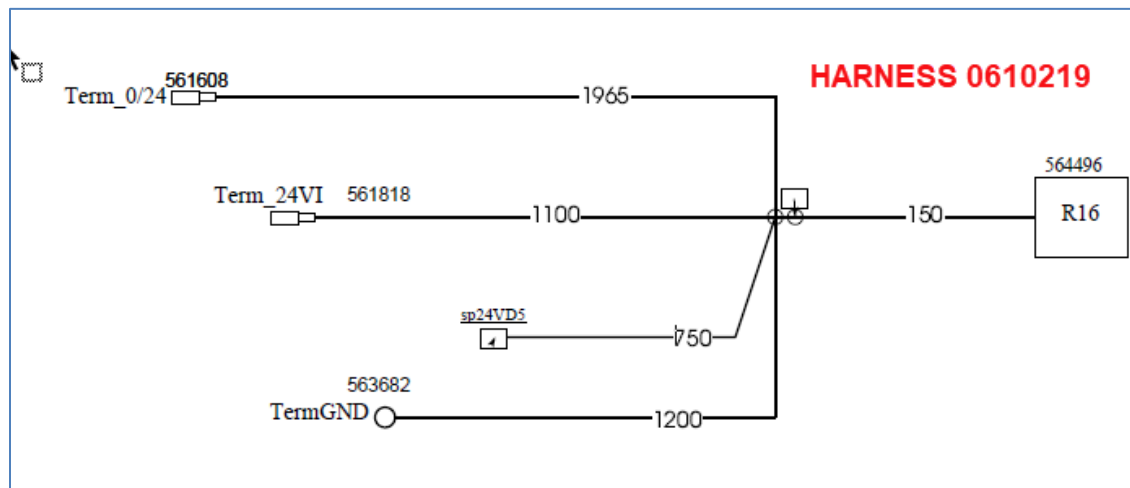 561608
HARNESS 0610219
Term_0/24
1965
564496
Term_24VI
561818
1100
150
R16
sp24VD5
750
563682
TermGND
1200